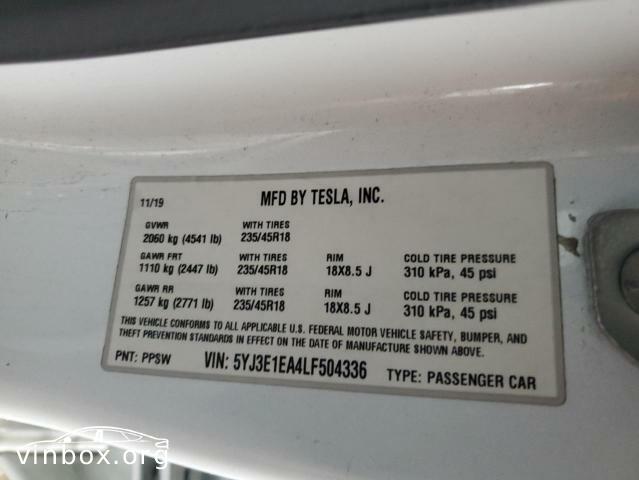 11/19 MFD BY TESLA, INC.
GVWR WITH TIRES
2060 kg (4541 lb) 235/45R18
GAWR FRT WITH TIRES RIM COLD TIRE PRESSURE
1110 kg (2447 lb) 235/45R18 18X8.5 J 310 kPa, 45 psi
GAWR RR WITH TIRES RIM COLD TIRE PRESSURE
1257 kg (2771 lb) 235/45R18 18X8.5 J 310 kPa, 45 psi
THIS VEHICLE CONFORMS TO ALL APPLICABLE U.S. FEDERAL MOTOR VEHICLE SAFETY, BUMPER, AND
THEFT PREVENTION STANDARDS IN EFFECT ON THE DATE OF MANUFACTURE SHOWN ABOVE.
PNT: PPSW VIN: 5YJ3E1EA4LF504336 TYPE: PASSENGER CAR
vinbox.org